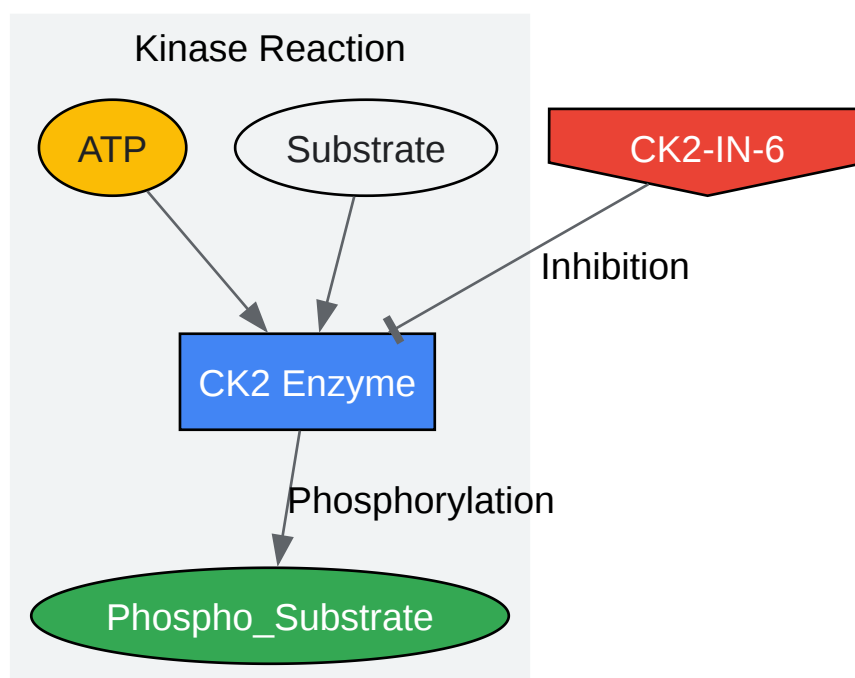 Kinase Reaction
ATP
Substrate
CK2-IN-6
Inhibition
CK2 Enzyme
Phosphorylation
Phospho_Substrate